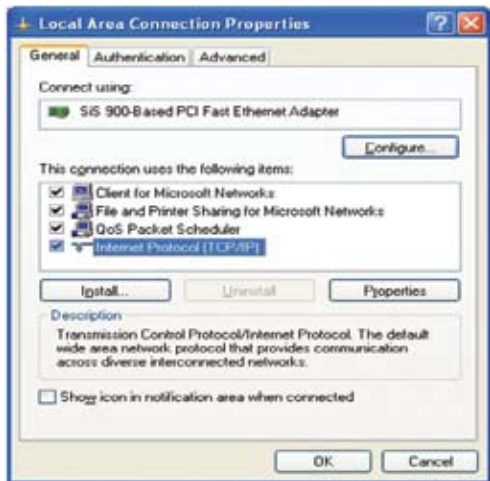 Local Area Connection Properties
General Authentication Advanced
Connect using:
SiS 900-Based PCI Fast Ethernet Adapter
Configure...
This connection uses the following items:
Client for Microsoft Networks
File and Printer Sharing for Microsoft Networks
QoS Packet Scheduler
Internet Protocol (TCP/IP)
Install... Uninstall Properties
Description
Transmission Control Protocol/Internet Protocol. The default
wide area network protocol that provides communication
across diverse interconnected networks.
Show icon in notification area when connected
OK Cancel